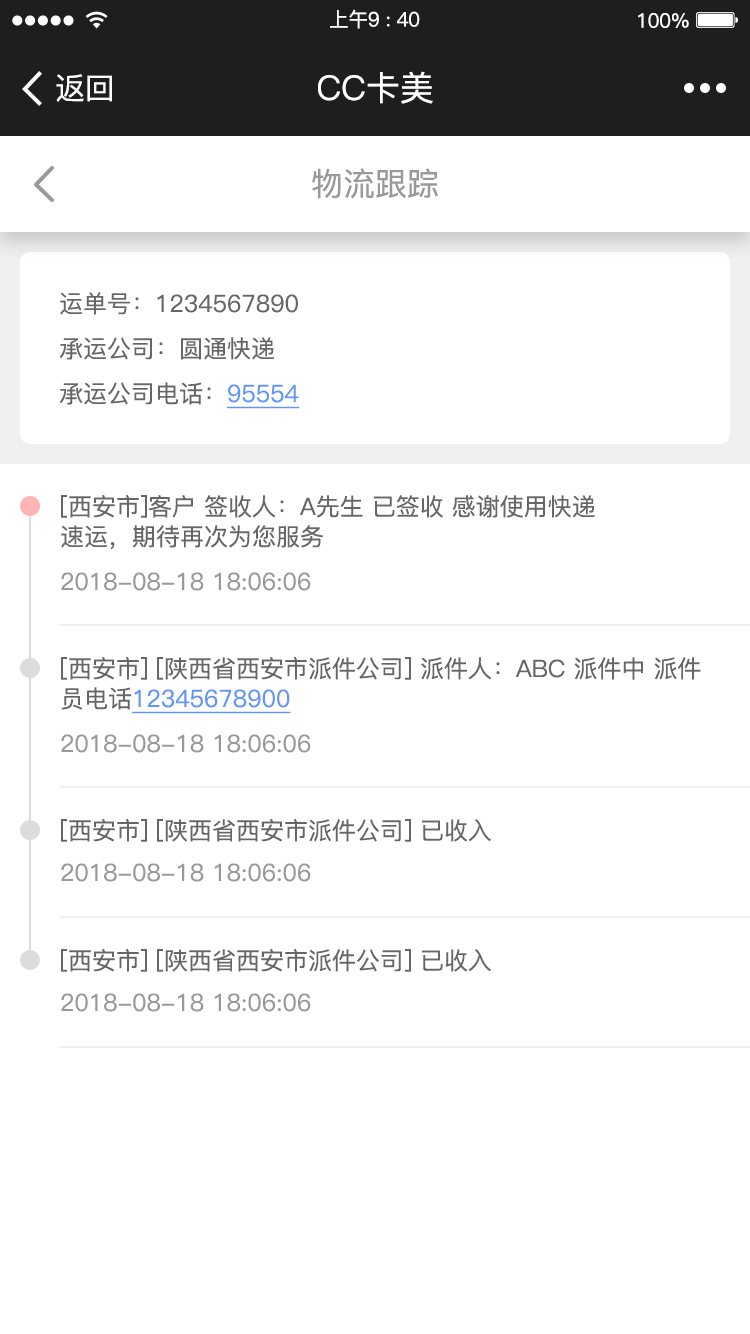 上午9 : 40
100%
返回
CC卡美
物流跟踪
运单号：1234567890
承运公司：圆通快递
承运公司电话：95554
[西安市]客户 签收人：A先生 已签收 感谢使用快递
速运，期待再次为您服务
2018-08-18 18:06:06
[西安市] [陕西省西安市派件公司] 派件人：ABC 派件中 派件
员电话12345678900
2018-08-18 18:06:06
[西安市] [陕西省西安市派件公司] 已收入
2018-08-18 18:06:06
[西安市] [陕西省西安市派件公司] 已收入
2018-08-18 18:06:06